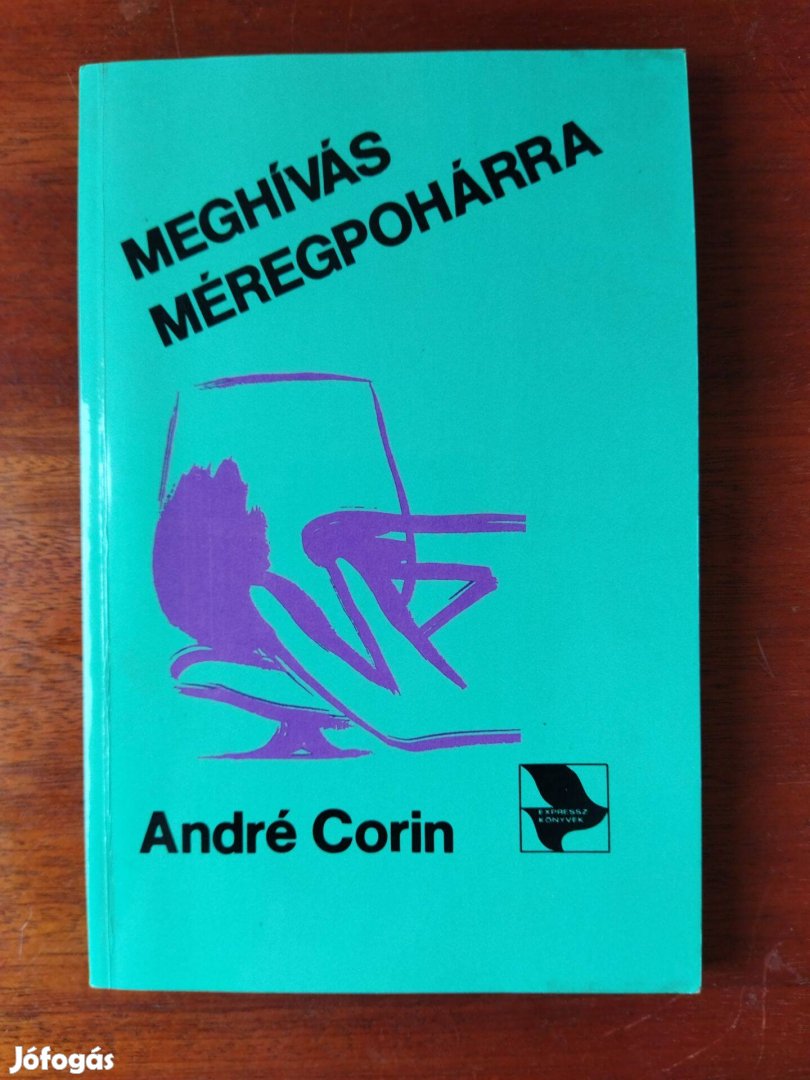 MEGHÍVÁS
MÉREGPOHÁRRA
EXPRESSZ
KÖNYVEK
André Corin
Jófogás